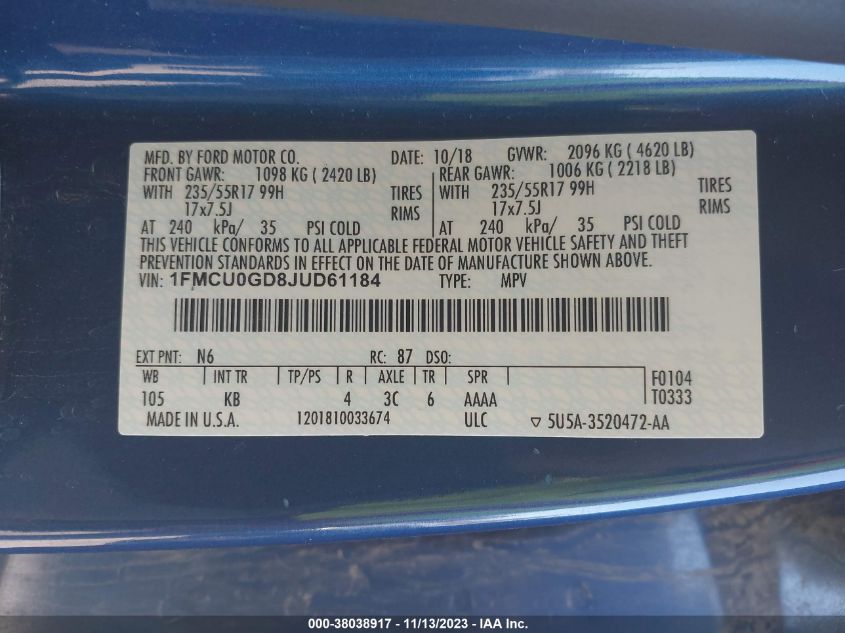 MFD. BY FORD MOTOR CO. DATE: 10/18 GVWR: 2096 KG ( 4620 LB)
FRONT GAWR: 1098 KG ( 2420 LB) REAR GAWR: 1006 KG ( 2218 LB)
WITH 235/55R17 99H TIRES WITH 235/55R17 99H TIRES
17x7.5J RIMS 17x7.5J RIMS
AT 240 kPa/ 35 PSI COLD AT 240 kPa/ 35 PSI COLD
THIS VEHICLE CONFORMS TO ALL APPLICABLE FEDERAL MOTOR VEHICLE SAFETY AND THEFT
PREVENTION STANDARDS IN EFFECT ON THE DATE OF MANUFACTURE SHOWN ABOVE.
VIN: 1FMCU0GD8JUD61184 TYPE: MPV
EXT PNT: N6 RC: 87 DSO:
WB INT TR TP/PS R AXLE TR SPR F0104
105 KB 4 3C 6 AAAA T0333
MADE IN U.S.A. 1201810033674 ULC ▽ 5U5A-3520472-AA
000-38038917 - 11/13/2023 - © IAA Holdings, LLC.